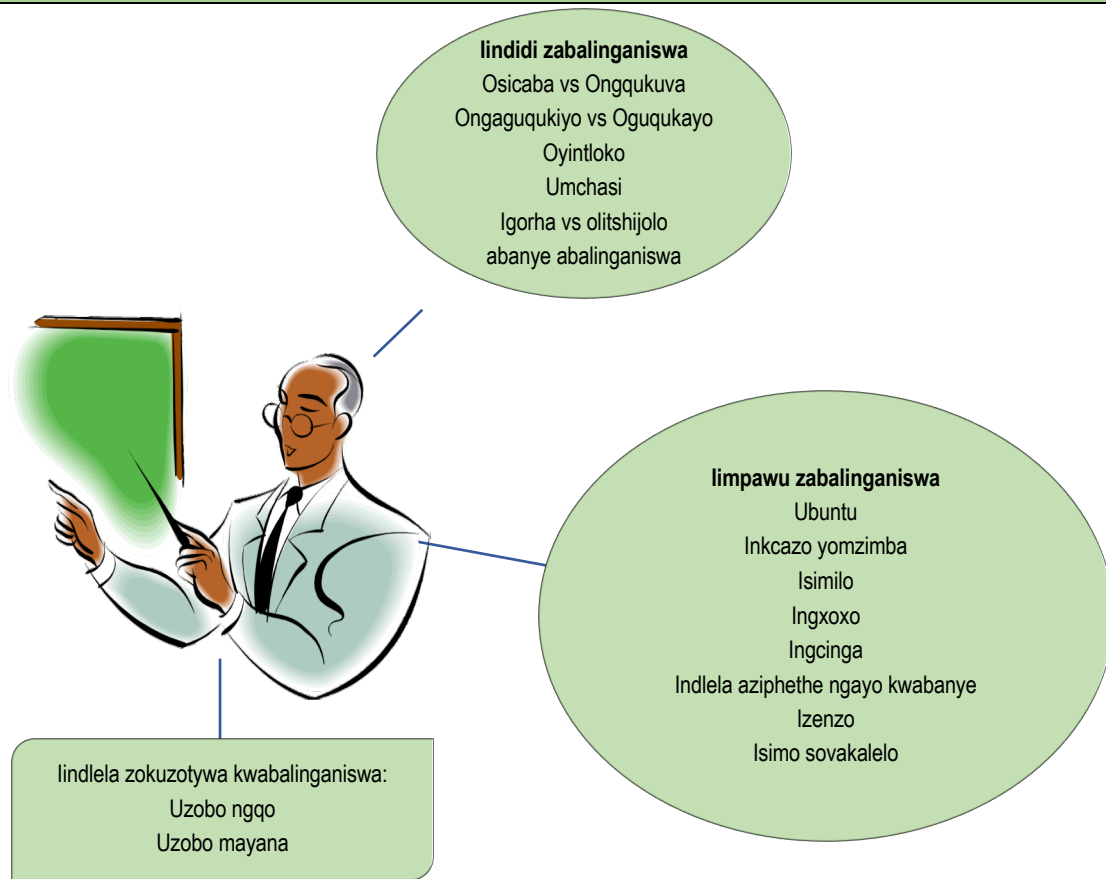 Iindidi zabalinganiswa
Osicaba vs Ongqukuva
Ongaguqukiyo vs Oguqukayo
Oyintloko
Umchasi
Igorha vs olitshijolo
abanye abalinganiswa
Iimpawu zabalinganiswa
Ubuntu
Inkcazo yomzimba
Isimilo
Ingxoxo
Ingcinga
Indlela aziphethe ngayo kwabanye
Izenzo
Isimo sovakalelo
Iindlela zokuzotywa kwabalinganiswa:
Uzobo ngqo
Uzobo mayana